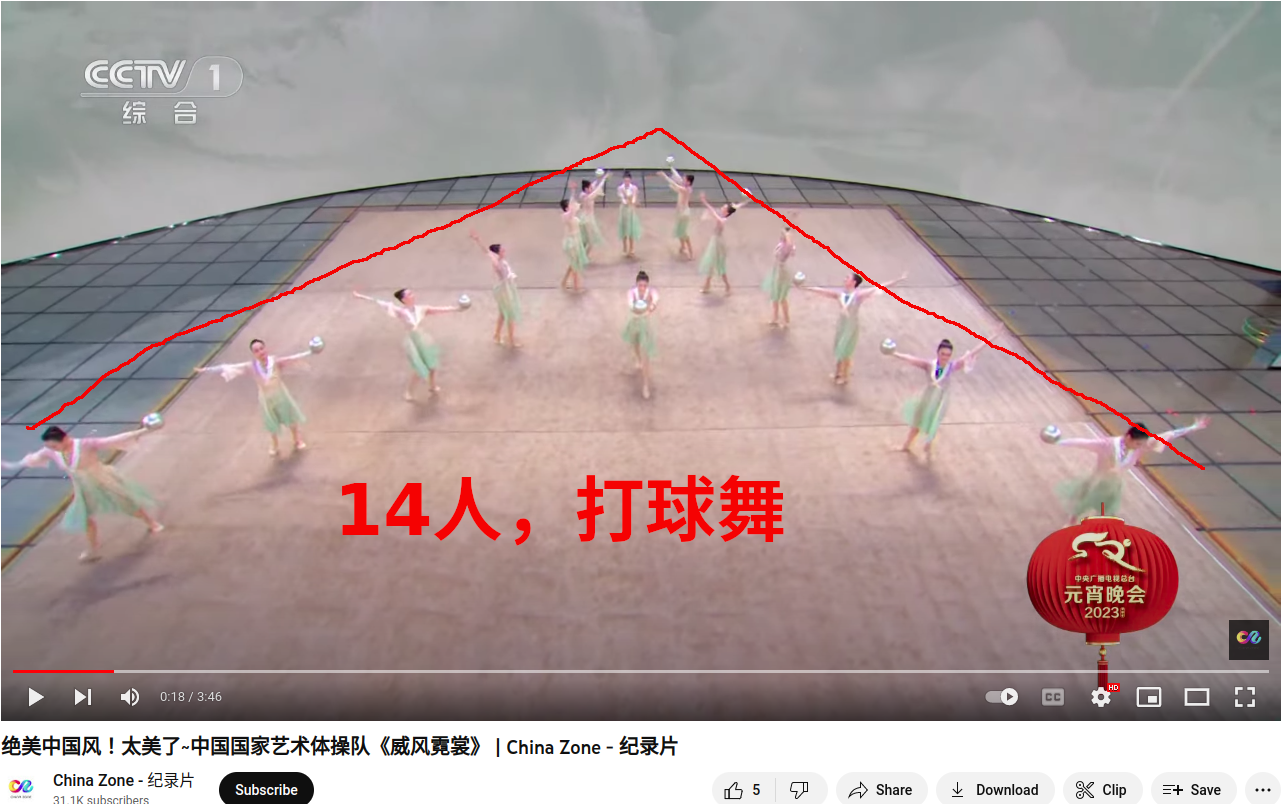 CCTV 1
综合
14人，打球舞
中央广播电视总台
元宵晚会
2023
HD
0:18 / 3:46
CC
绝美中国风！太美了~中国国家艺术体操队《威风霓裳》 | China Zone - 纪录片
China Zone - 纪录片
31.1K subscribers
Subscribe
5
Share
Download
Clip
Save